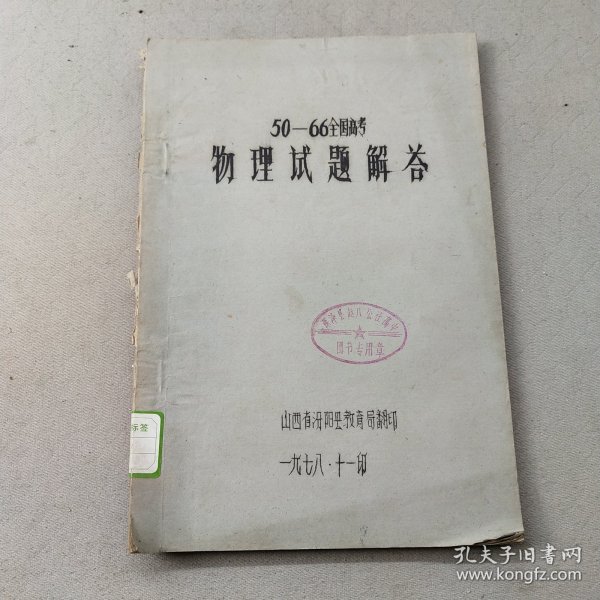 50—66全国高考
物理试题解答
图书专用章
山西省汾阳县教育局翻印
一九七八·十一印
标签
孔夫子旧书网
www.kongfz.com